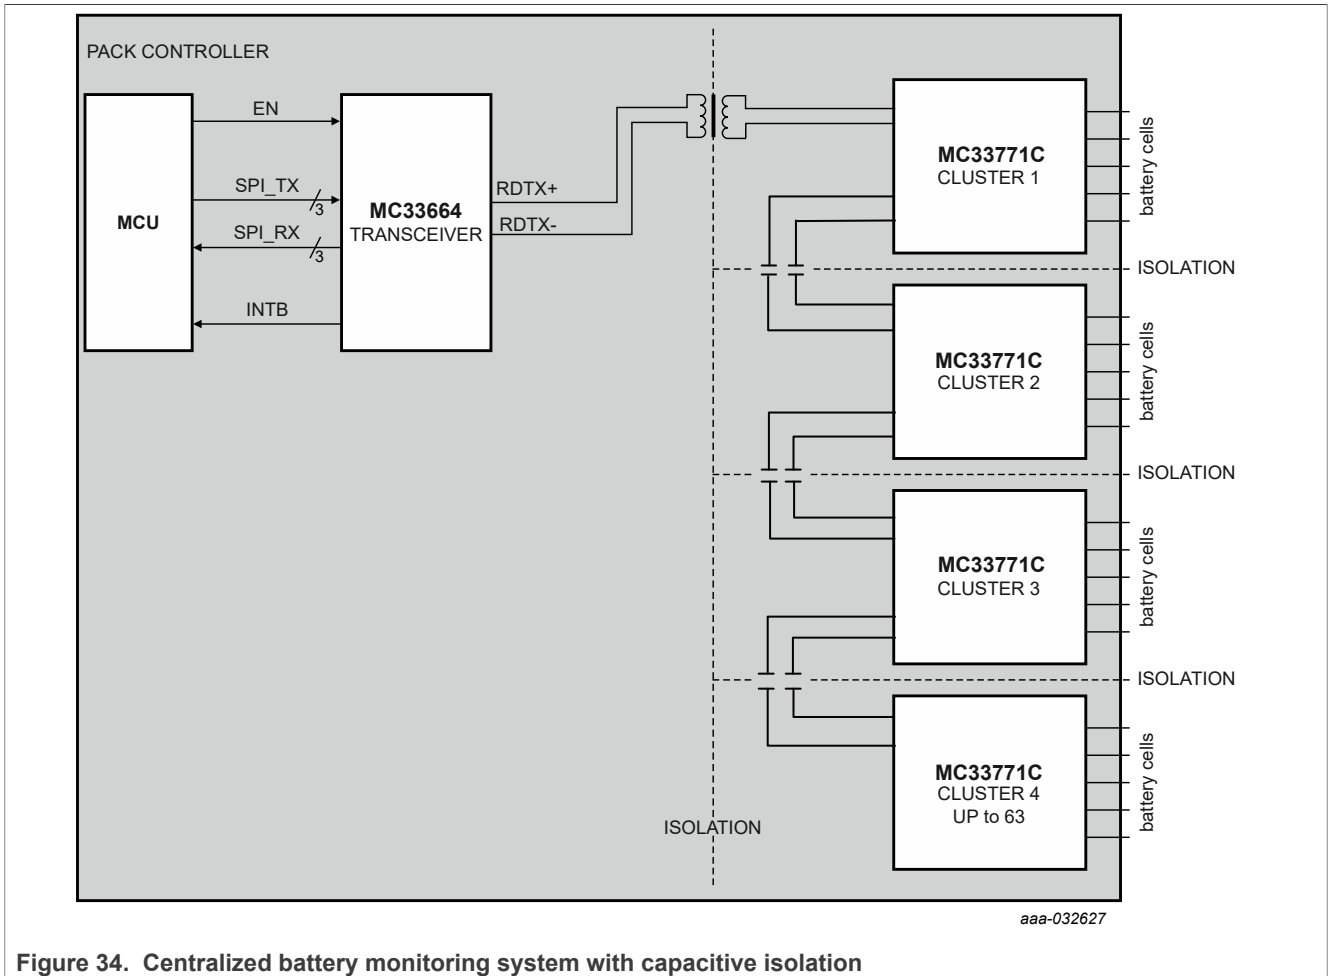 PACK CONTROLLER
MCU
EN
SPI_TX
3
SPI_RX
3
INTB
MC33664
TRANSCEIVER
RDTX+
RDTX-
MC33771C
CLUSTER 1
battery cells
ISOLATION
MC33771C
CLUSTER 2
battery cells
ISOLATION
MC33771C
CLUSTER 3
battery cells
ISOLATION
MC33771C
CLUSTER 4
UP to 63
battery cells
ISOLATION
aaa-032627
Figure 34. Centralized battery monitoring system with capacitive isolation